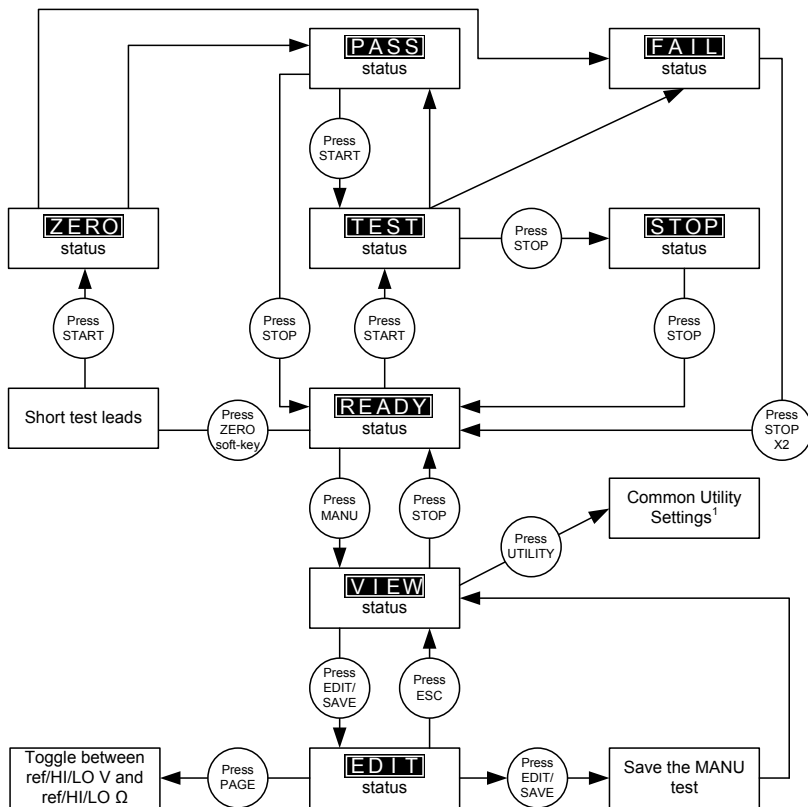 PASS
status
FAIL
status
Press
START
ZERO
status
TEST
status
Press
STOP
STOP
status
Press
START
Press
STOP
Press
START
Press
STOP
Short test leads
Press
ZERO
soft-key
READY
status
Press
STOP
X2
Press
MANU
Press
STOP
Common Utility
Settings¹
Press
UTILITY
VIEW
status
Press
EDIT/
SAVE
Press
ESC
Toggle between
ref/HI/LO V and
ref/HI/LO Ω
Press
PAGE
EDIT
status
Press
EDIT/
SAVE
Save the MANU
test